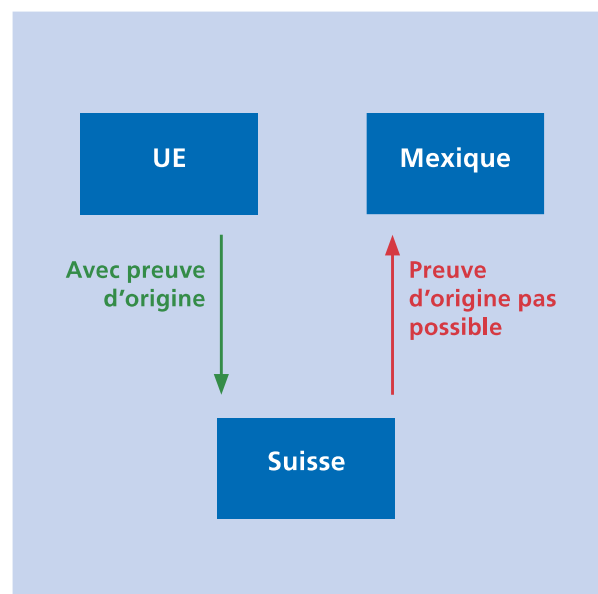 UE
Mexique
Avec preuve
d’origine
Preuve
d’origine pas
possible
Suisse